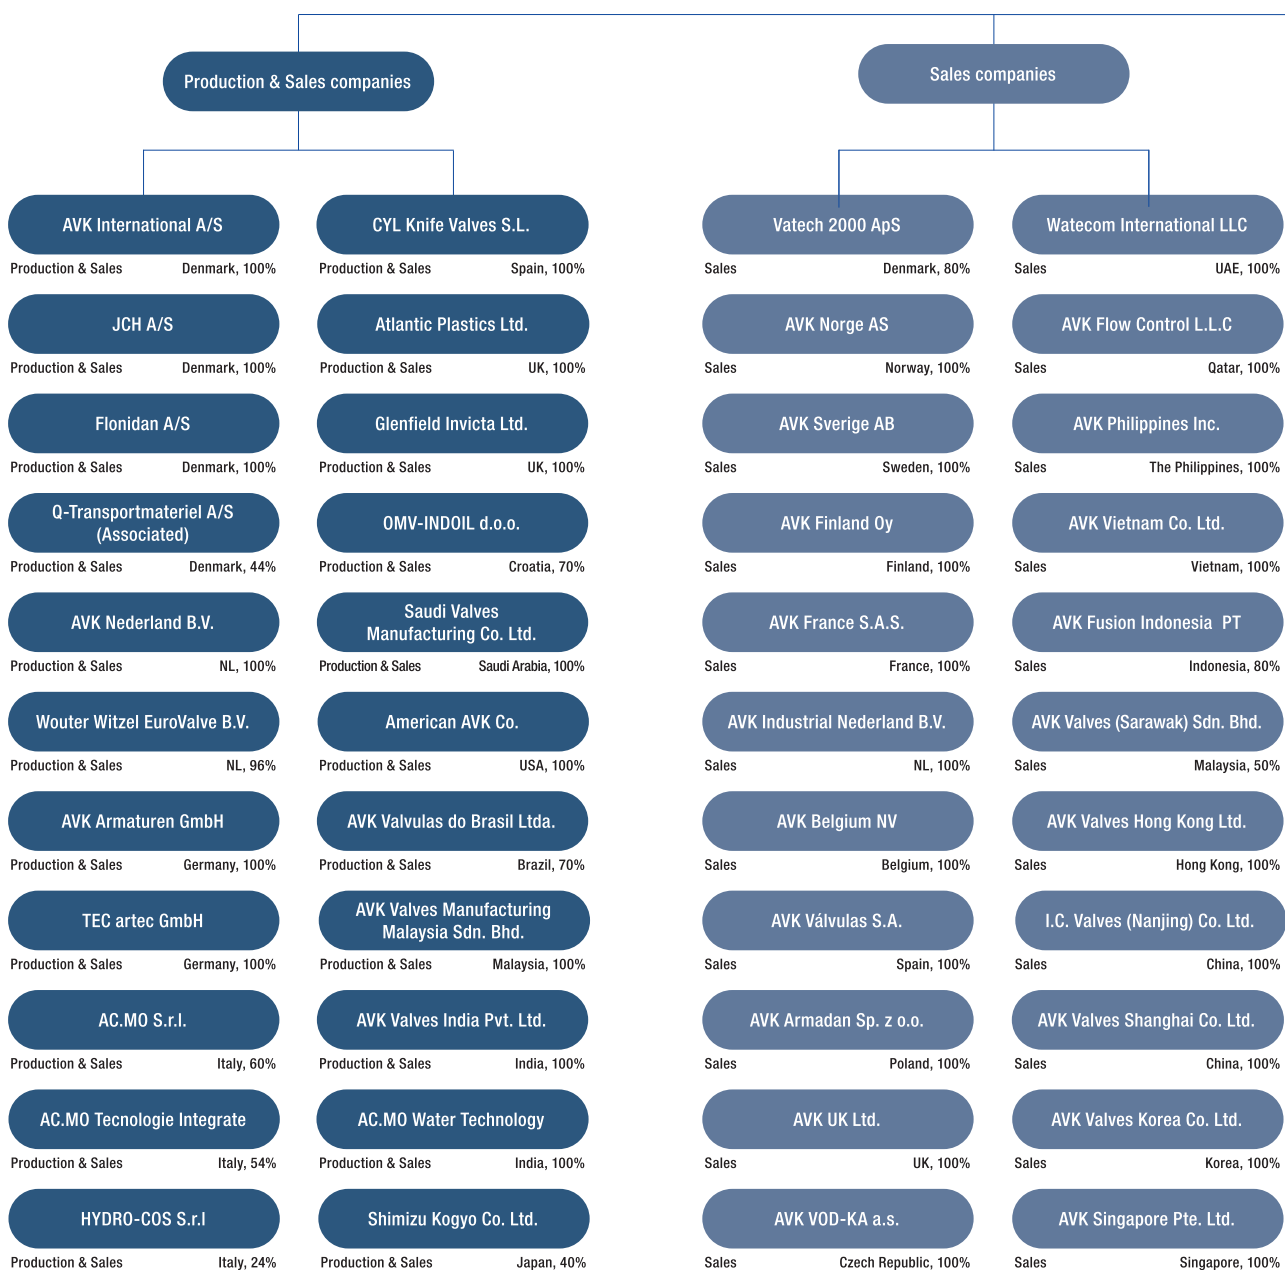 Production & Sales companies
Sales companies
AVK International A/S
Production & Sales Denmark, 100%
JCH A/S
Production & Sales Denmark, 100%
Flonidan A/S
Production & Sales Denmark, 100%
Q-Transportmateriel A/S
(Associated)
Production & Sales Denmark, 44%
AVK Nederland B.V.
Production & Sales NL, 100%
Wouter Witzel EuroValve B.V.
Production & Sales NL, 96%
AVK Armaturen GmbH
Production & Sales Germany, 100%
TEC artec GmbH
Production & Sales Germany, 100%
AC.MO S.r.l.
Production & Sales Italy, 60%
AC.MO Tecnologie Integrate
Production & Sales Italy, 54%
HYDRO-COS S.r.l
Production & Sales Italy, 24%
CYL Knife Valves S.L.
Production & Sales Spain, 100%
Atlantic Plastics Ltd.
Production & Sales UK, 100%
Glenfield Invicta Ltd.
Production & Sales UK, 100%
OMV-INDOIL d.o.o.
Production & Sales Croatia, 70%
Saudi Valves
Manufacturing Co. Ltd.
Production & Sales Saudi Arabia, 100%
American AVK Co.
Production & Sales USA, 100%
AVK Valvulas do Brasil Ltda.
Production & Sales Brazil, 70%
AVK Valves Manufacturing
Malaysia Sdn. Bhd.
Production & Sales Malaysia, 100%
AVK Valves India Pvt. Ltd.
Production & Sales India, 100%
AC.MO Water Technology
Production & Sales India, 100%
Shimizu Kogyo Co. Ltd.
Production & Sales Japan, 40%
Vatech 2000 ApS
Sales Denmark, 80%
AVK Norge AS
Sales Norway, 100%
AVK Sverige AB
Sales Sweden, 100%
AVK Finland Oy
Sales Finland, 100%
AVK France S.A.S.
Sales France, 100%
AVK Industrial Nederland B.V.
Sales NL, 100%
AVK Belgium NV
Sales Belgium, 100%
AVK Válvulas S.A.
Sales Spain, 100%
AVK Armadan Sp. z o.o.
Sales Poland, 100%
AVK UK Ltd.
Sales UK, 100%
AVK VOD-KA a.s.
Sales Czech Republic, 100%
Watecom International LLC
Sales UAE, 100%
AVK Flow Control L.L.C
Sales Qatar, 100%
AVK Philippines Inc.
Sales The Philippines, 100%
AVK Vietnam Co. Ltd.
Sales Vietnam, 100%
AVK Fusion Indonesia PT
Sales Indonesia, 80%
AVK Valves (Sarawak) Sdn. Bhd.
Sales Malaysia, 50%
AVK Valves Hong Kong Ltd.
Sales Hong Kong, 100%
I.C. Valves (Nanjing) Co. Ltd.
Sales China, 100%
AVK Valves Shanghai Co. Ltd.
Sales China, 100%
AVK Valves Korea Co. Ltd.
Sales Korea, 100%
AVK Singapore Pte. Ltd.
Sales Singapore, 100%